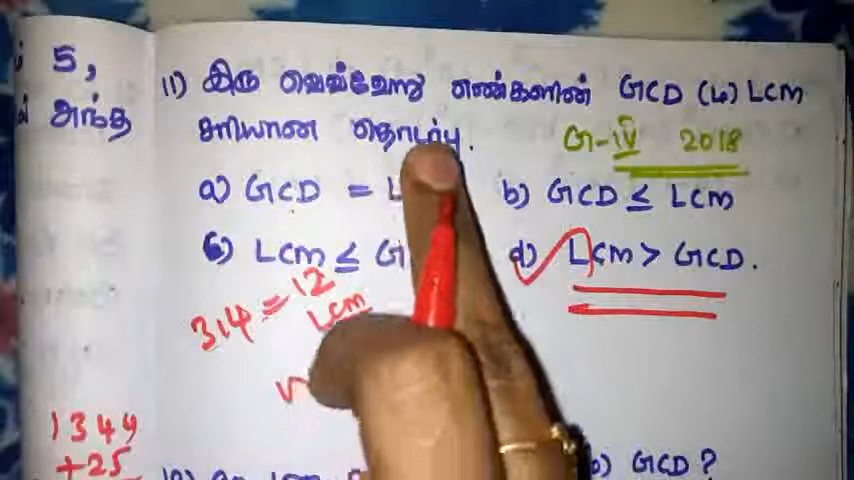 5,
அந்த
11) இரு வெவ்வேறு எண்களின் GCD (ம) LCM
சரியான தொடர்பு.
G-IV 2018
a) GCD = L
b) GCD ≤ LCM
c) LCM ≤ G
d) LCM > GCD.
3,4 = 12
LCM
1349
+25
b) GCD?